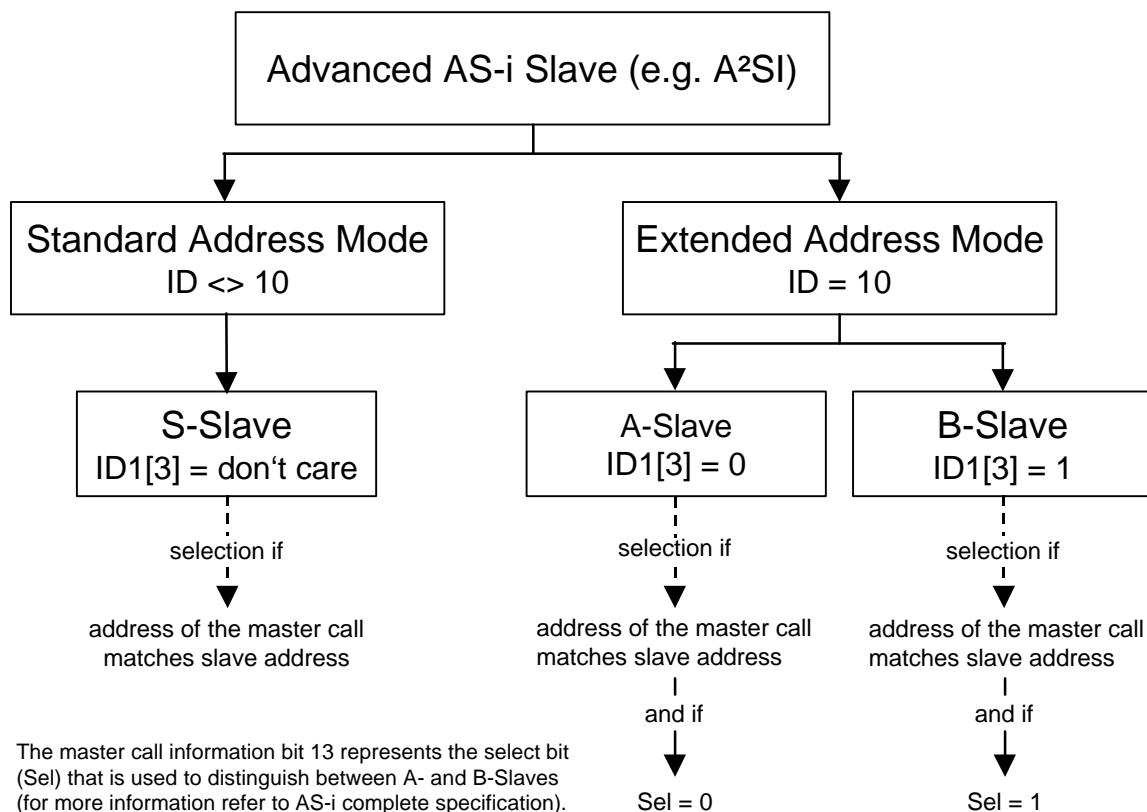 Advanced AS-i Slave (e.g. A²SI)
Standard Address Mode
ID <> 10
Extended Address Mode
ID = 10
S-Slave
ID1[3] = don‘t care
A-Slave
ID1[3] = 0
B-Slave
ID1[3] = 1
selection if
selection if
selection if
address of the master call
matches slave address
address of the master call
matches slave address
address of the master call
matches slave address
and if
and if
The master call information bit 13 represents the select bit
(Sel) that is used to distinguish between A- and B-Slaves
(for more information refer to AS-i complete specification).
Sel = 0
Sel = 1